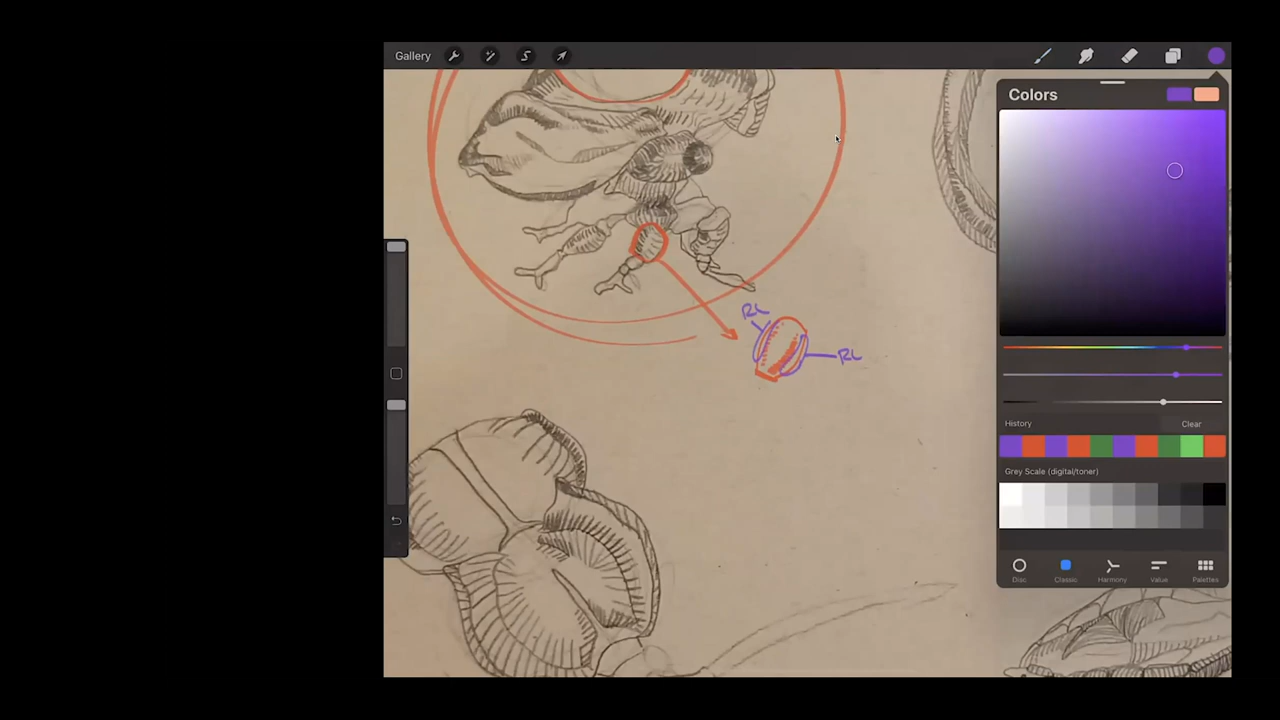 Gallery
Colors
RL
RL
History
Clear
Grey Scale (digital/toner)
Disc
Classic
Harmony
Value
Palettes